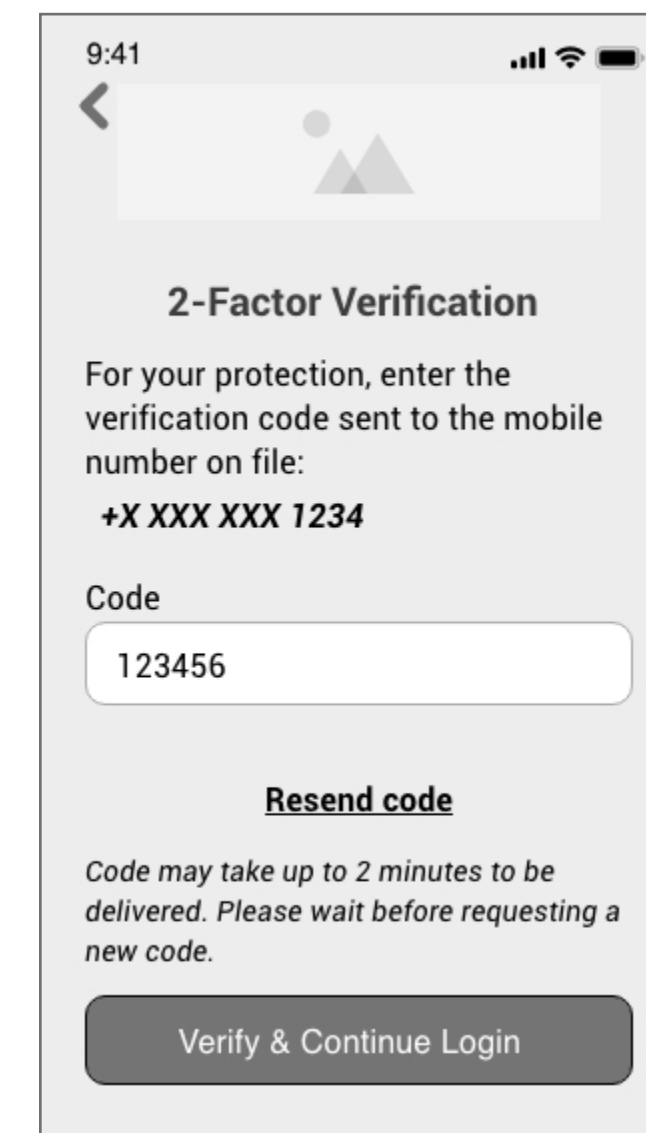 9:41
2-Factor Verification
For your protection, enter the
verification code sent to the mobile
number on file:
+X XXX XXX 1234
Code
123456
Resend code
Code may take up to 2 minutes to be
delivered. Please wait before requesting a
new code.
Verify & Continue Login